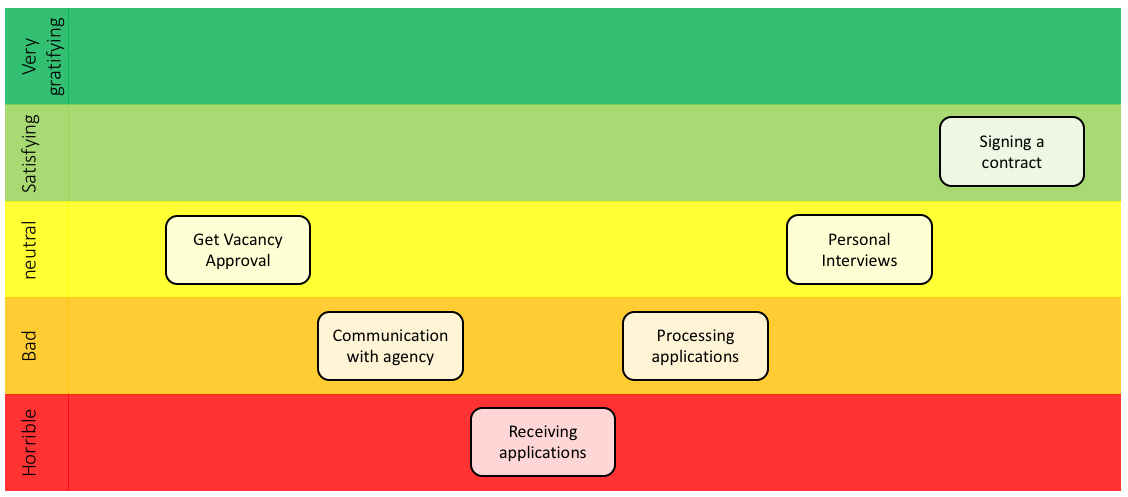 Very
gratifying
Satisfying
Signing a
contract
neutral
Get Vacancy
Approval
Personal
Interviews
Bad
Communication
with agency
Processing
applications
Horrible
Receiving
applications